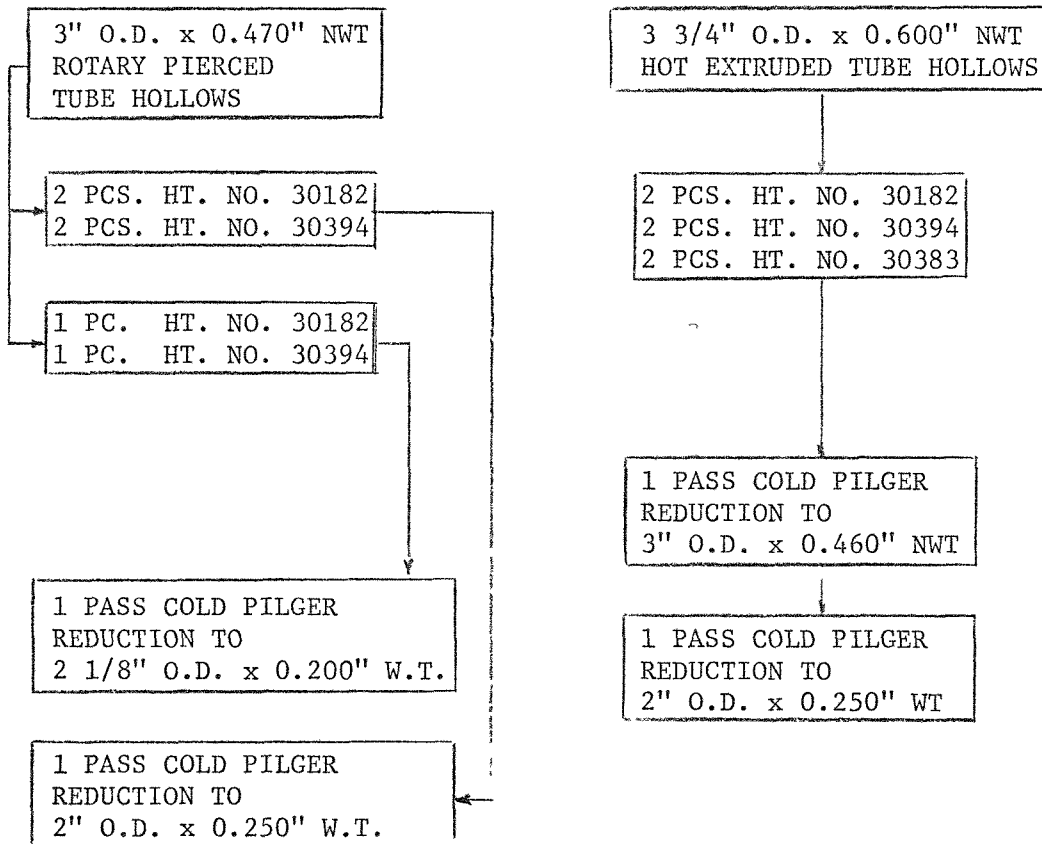 3" O.D. x 0.470" NWT
ROTARY PIERCED
TUBE HOLLOWS
2 PCS. HT. NO. 30182
2 PCS. HT. NO. 30394
1 PC. HT. NO. 30182
1 PC. HT. NO. 30394
1 PASS COLD PILGER
REDUCTION TO
2 1/8" O.D. x 0.200" W.T.
1 PASS COLD PILGER
REDUCTION TO
2" O.D. x 0.250" W.T.
3 3/4" O.D. x 0.600" NWT
HOT EXTRUDED TUBE HOLLOWS
2 PCS. HT. NO. 30182
2 PCS. HT. NO. 30394
2 PCS. HT. NO. 30383
1 PASS COLD PILGER
REDUCTION TO
3" O.D. x 0.460" NWT
1 PASS COLD PILGER
REDUCTION TO
2" O.D. x 0.250" WT